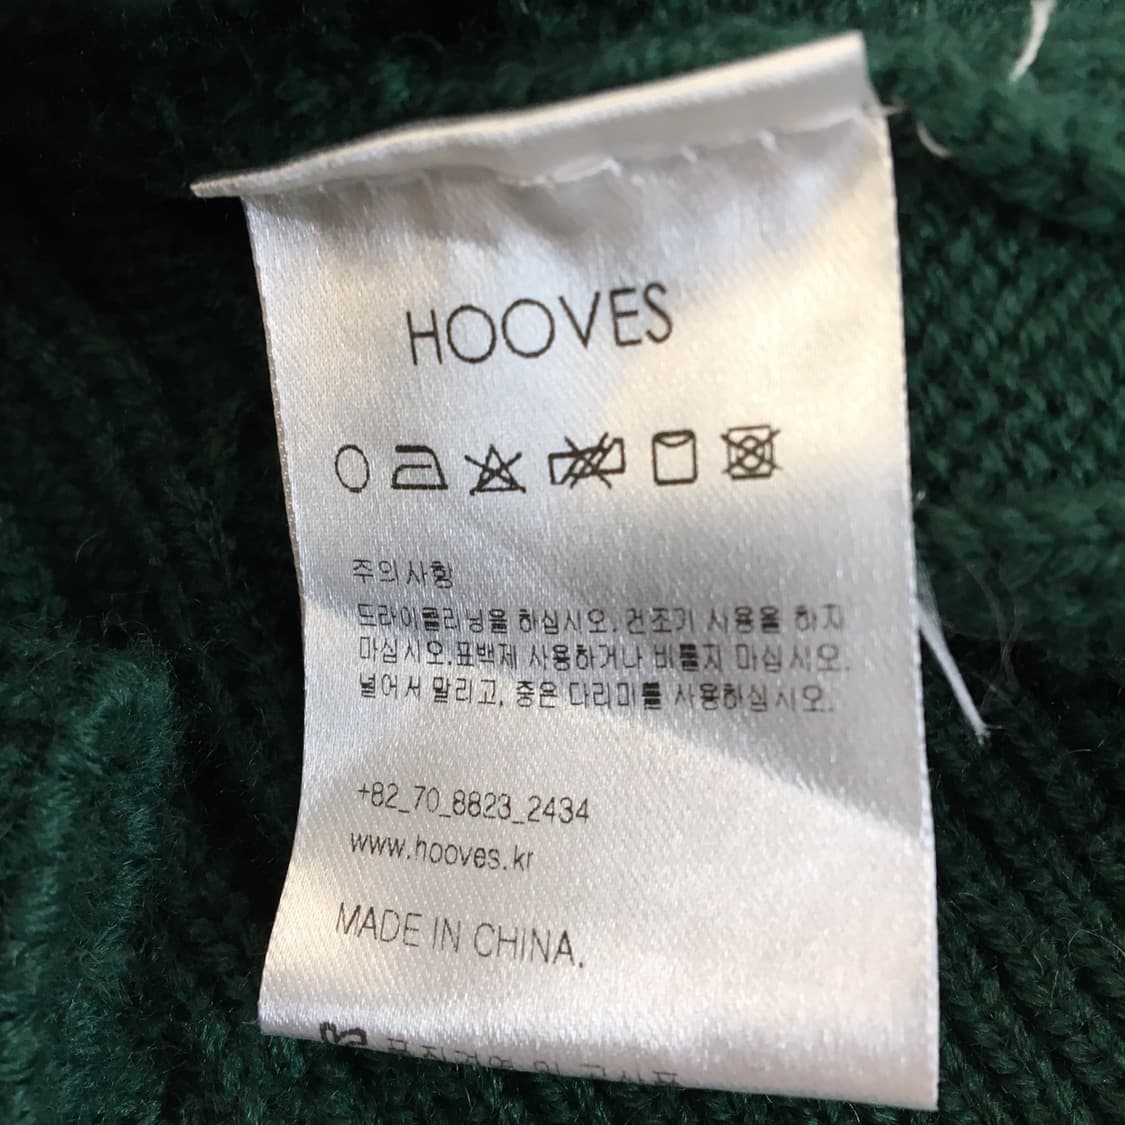 HOOVES
주의사항
드라이클리닝을 하십시오. 건조기 사용을 하지
마십시오.표백제 사용하거나 비틀지 마십시오.
널어서 말리고, 중온 다리미를 사용하십시오.
+82_70_8823_2434
www.hooves.kr
MADE IN CHINA.